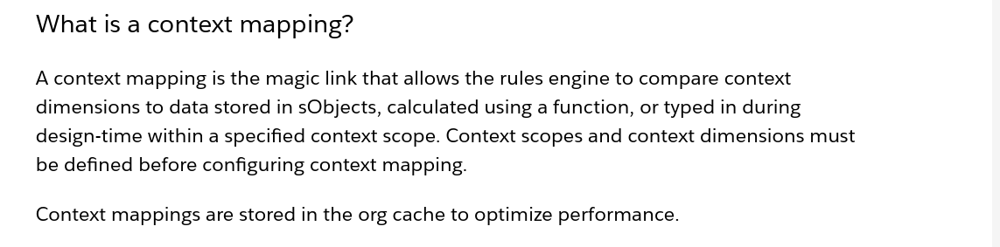 What is a context mapping?
A context mapping is the magic link that allows the rules engine to compare context
dimensions to data stored in sObjects, calculated using a function, or typed in during
design-time within a specified context scope. Context scopes and context dimensions must
be defined before configuring context mapping.
Context mappings are stored in the org cache to optimize performance.